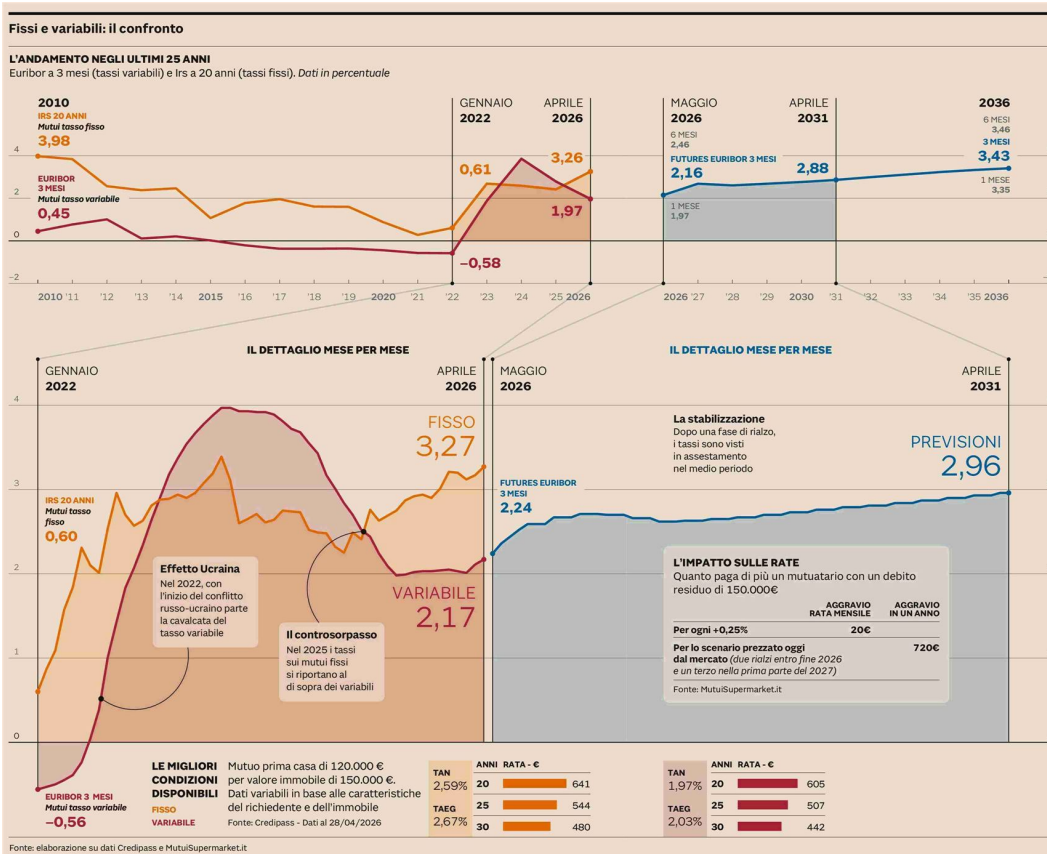 Fissi e variabili: il confronto
L'ANDAMENTO NEGLI ULTIMI 25 ANNI
Euribor a 3 mesi (tassi variabili) e Irs a 20 anni (tassi fissi). Dati in percentuale
2010
IRS 20 ANNI
Mutui tasso fisso
3,98
EURIBOR
3 MESI
Mutui tasso variabile
0,45
GENNAIO
2022
APRILE
2026
0,61
3,26
1,97
−0,58
MAGGIO
2026
6 MESI
2,46
FUTURES EURIBOR 3 MESI
2,16
1 MESE
1,97
APRILE
2031
2,88
2036
6 MESI
3,46
3 MESI
3,43
1 MESE
3,35
4
2
0
−2
2010 '11 '12 '13 '14 2015 '16 '17 '18 '19 2020 '21 '22 '23 '24 '25 2026
2026 '27 '28 '29 2030 '31 '32 '33 '34 '35 2036
IL DETTAGLIO MESE PER MESE
GENNAIO
2022
APRILE
2026
FISSO
3,27
IRS 20 ANNI
Mutui tasso
fisso
0,60
Effetto Ucraina
Nel 2022, con
l'inizio del conflitto
russo-ucraino parte
la cavalcata del
tasso variabile
Il controsorpasso
Nel 2025 i tassi
sui mutui fissi
si riportano al
di sopra dei variabili
VARIABILE
2,17
EURIBOR 3 MESI
Mutui tasso variabile
−0,56
4
3
2
1
0
IL DETTAGLIO MESE PER MESE
MAGGIO
2026
APRILE
2031
La stabilizzazione
Dopo una fase di rialzo,
i tassi sono visti
in assestamento
nel medio periodo
PREVISIONI
2,96
FUTURES EURIBOR
3 MESI
2,24
L'IMPATTO SULLE RATE
Quanto paga di più un mutuatario con un debito
residuo di 150.000€
AGGRAVIO RATA MENSILE
AGGRAVIO IN UN ANNO
Per ogni +0,25% 20€
Per lo scenario prezzato oggi 720€
dal mercato (due rialzi entro fine 2026
e un terzo nella prima parte del 2027)
Fonte: MutuiSupermarket.it
LE MIGLIORI
CONDIZIONI
DISPONIBILI
FISSO
VARIABILE
Mutuo prima casa di 120.000 €
per valore immobile di 150.000 €.
Dati variabili in base alle caratteristiche
del richiedente e dell'immobile
Fonte: Credipass - Dati al 28/04/2026
TAN
2,59%
TAEG
2,67%
ANNI RATA - €
20 641
25 544
30 480
TAN
1,97%
TAEG
2,03%
ANNI RATA - €
20 605
25 507
30 442
Fonte: elaborazione su dati Credipass e MutuiSupermarket.it